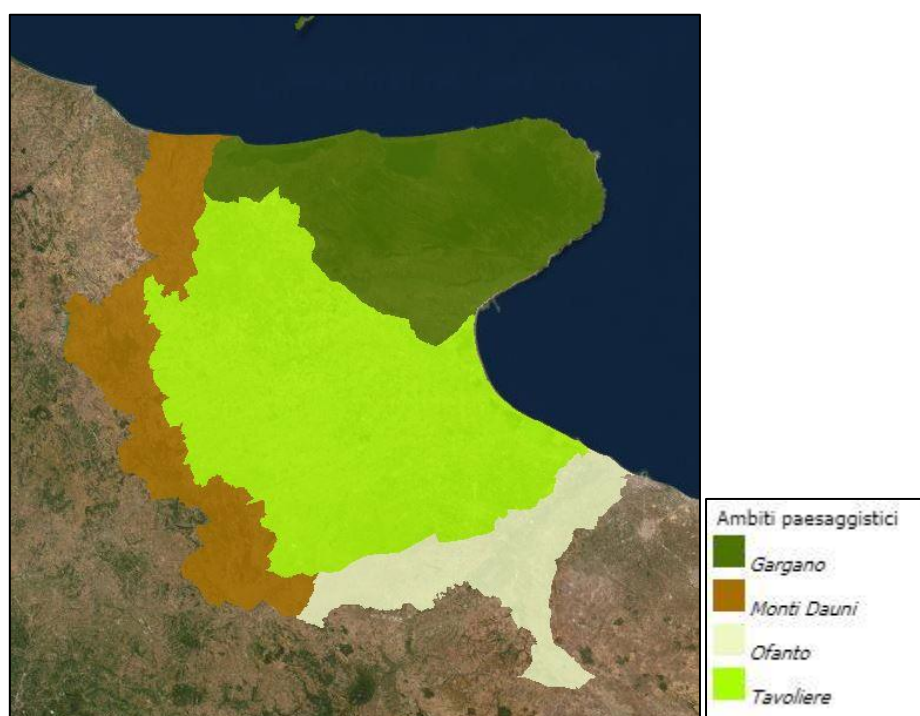 Ambiti paesaggistici
Gargano
Monti Dauni
Ofanto
Tavoliere